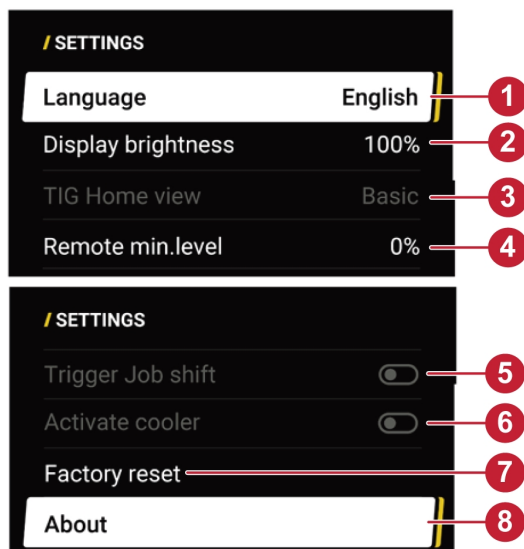 / SETTINGS
Language English 1
Display brightness 100% 2
TIG Home view Basic 3
Remote min.level 0% 4
/ SETTINGS
Trigger Job shift 5
Activate cooler 6
Factory reset 7
About 8